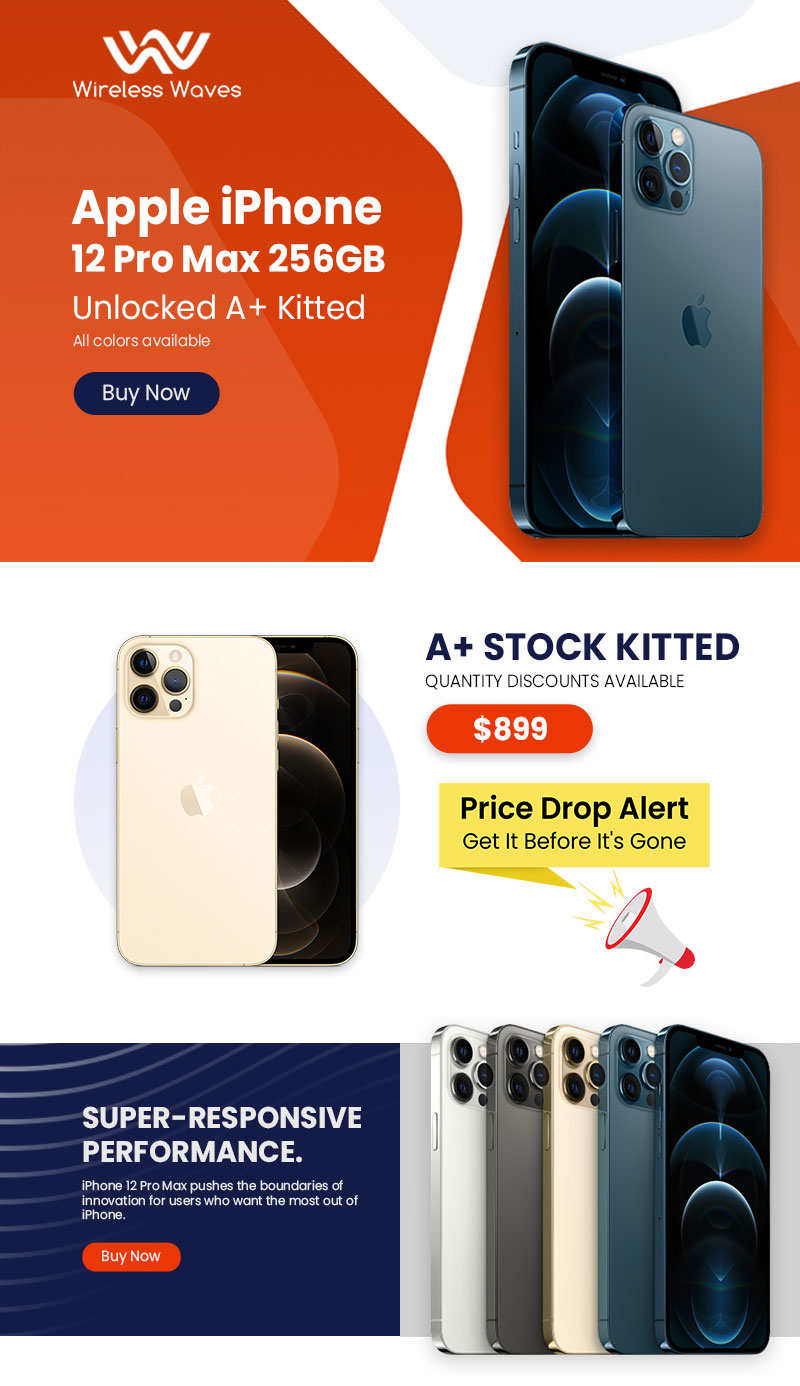 Wireless Waves
Apple iPhone
12 Pro Max 256GB
Unlocked A+ Kitted
All colors available
Buy Now
A+ STOCK KITTED
QUANTITY DISCOUNTS AVAILABLE
$899
Price Drop Alert
Get It Before It's Gone
SUPER-RESPONSIVE
PERFORMANCE.
iPhone 12 Pro Max pushes the boundaries of
innovation for users who want the most out of
iPhone.
Buy Now